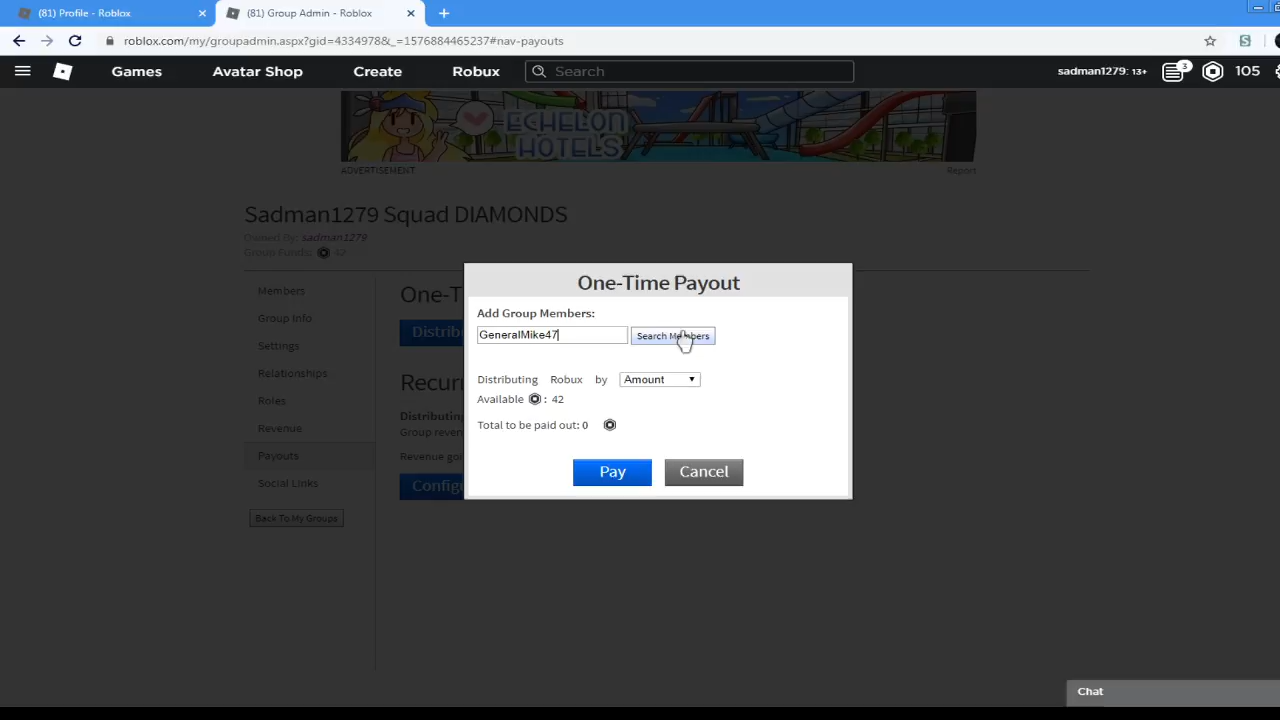 (81) Profile - Roblox
(81) Group Admin - Roblox
roblox.com/my/groupadmin.aspx?gid=4334978&_=1576884465237#nav-payouts
Games
Avatar Shop
Create
Robux
Search
sadman1279: 13+
3
105
ECHELON
HOTELS
ADVERTISEMENT
Report
Sadman1279 Squad DIAMONDS
Owned By: sadman1279
Group Funds: 42
Members
Group Info
Settings
Relationships
Roles
Revenue
Payouts
Social Links
Back To My Groups
One-T
Distrib
Recurr
Distributing
Group reven
Revenue goi
Config
One-Time Payout
Add Group Members:
GeneralMike47
Search Members
Distributing Robux by Amount
Available : 42
Total to be paid out: 0
Pay
Cancel
Chat